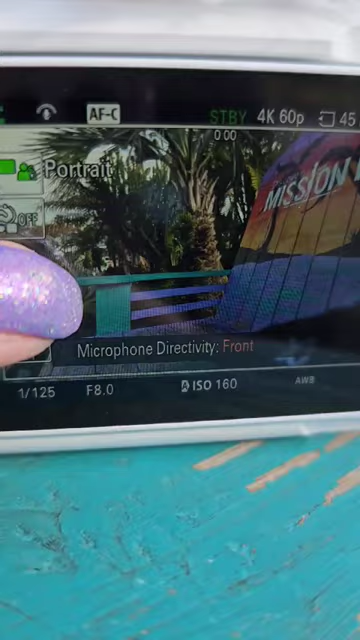 AF-C
STBY 4K 60p 45
0:00
Portrait
OFF
MISSION
Microphone Directivity: Front
1/125 F8.0 A ISO 160 AWB